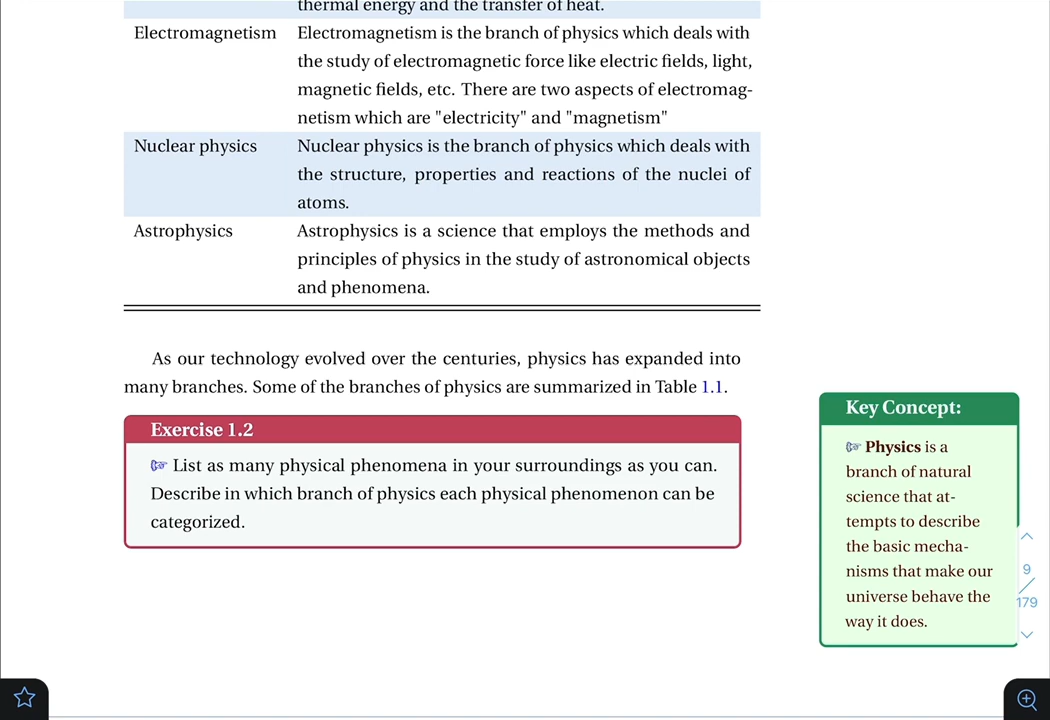 thermal energy and the transfer of heat.
Electromagnetism Electromagnetism is the branch of physics which deals with
the study of electromagnetic force like electric fields, light,
magnetic fields, etc. There are two aspects of electromag-
netism which are "electricity" and "magnetism"
Nuclear physics Nuclear physics is the branch of physics which deals with
the structure, properties and reactions of the nuclei of
atoms.
Astrophysics Astrophysics is a science that employs the methods and
principles of physics in the study of astronomical objects
and phenomena.
As our technology evolved over the centuries, physics has expanded into
many branches. Some of the branches of physics are summarized in Table 1.1.
Exercise 1.2
List as many physical phenomena in your surroundings as you can.
Describe in which branch of physics each physical phenomenon can be
categorized.
Key Concept:
Physics is a
branch of natural
science that at-
tempts to describe
the basic mecha-
nisms that make our
universe behave the
way it does.
9
179